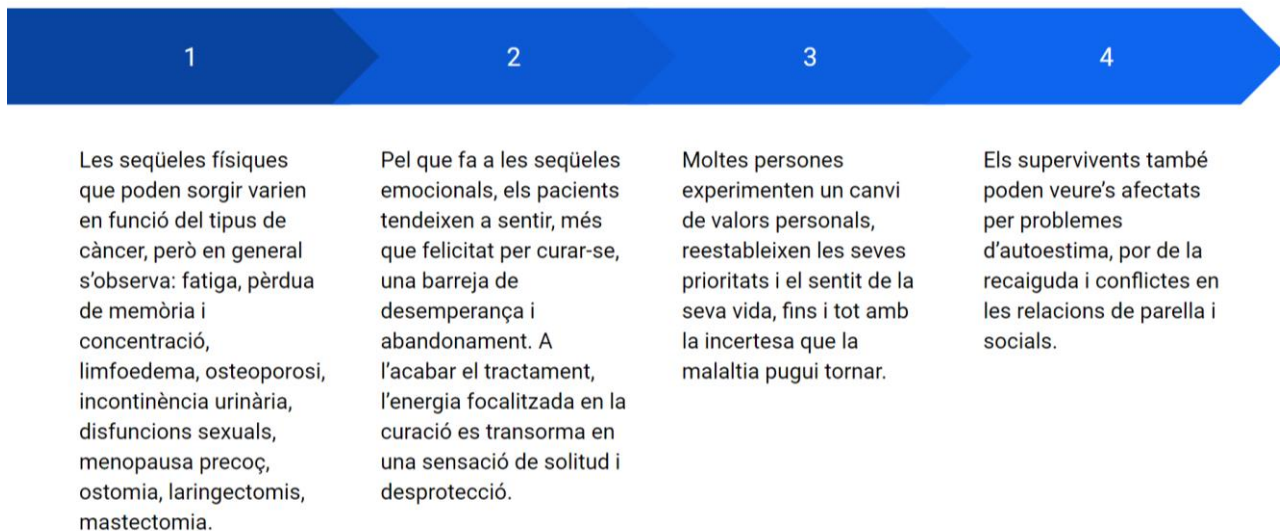 1
2
3
4
Les seqüeles físiques
que poden sorgir varien
en funció del tipus de
càncer, però en general
s'observa: fatiga, pèrdua
de memòria i
concentració,
limfoedema, osteoporosi,
incontinència urinària,
disfuncions sexuals,
menopausa precoç,
ostomia, laringectomis,
mastectomia.
Pel que fa a les seqüeles
emocionals, els pacients
tendeixen a sentir, més
que felicitat per curar-se,
una barreja de
desemperança i
abandonament. A
l'acabar el tractament,
l'energia focalitzada en la
curació es transorma en
una sensació de solitud i
desprotecció.
Moltes persones
experimenten un canvi
de valors personals,
reestableixen les seves
prioritats i el sentit de la
seva vida, fins i tot amb
la incertesa que la
malaltia pugui tornar.
Els supervivents també
poden veure's afectats
per problemes
d'autoestima, por de la
recaiguda i conflictes en
les relacions de parella i
socials.